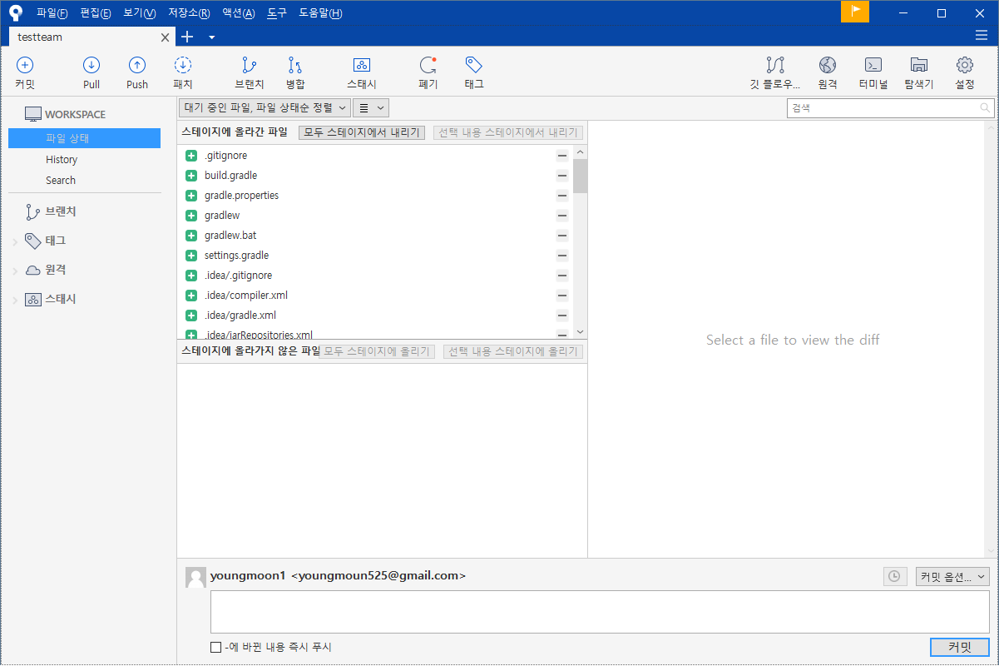 파일(F) 편집(E) 보기(V) 저장소(R) 액션(A) 도구 도움말(H)
testteam
커밋 Pull Push 패치 브랜치 병합 스태시 폐기 태그 깃 플로우... 원격 터미널 탐색기 설정
WORKSPACE
파일 상태
History
Search
브랜치
태그
원격
스태시
대기 중인 파일, 파일 상태순 정렬
검색
스테이지에 올라간 파일 모두 스테이지에서 내리기 선택 내용 스테이지에서 내리기
.gitignore
build.gradle
gradle.properties
gradlew
gradlew.bat
settings.gradle
.idea/.gitignore
.idea/compiler.xml
.idea/gradle.xml
.idea/jarRepositories.xml
스테이지에 올라가지 않은 파일 모두 스테이지에 올리기 선택 내용 스테이지에 올리기
Select a file to view the diff
youngmoon1 <youngmoun525@gmail.com>
커밋 옵션...
-에 바뀐 내용 즉시 푸시
커밋